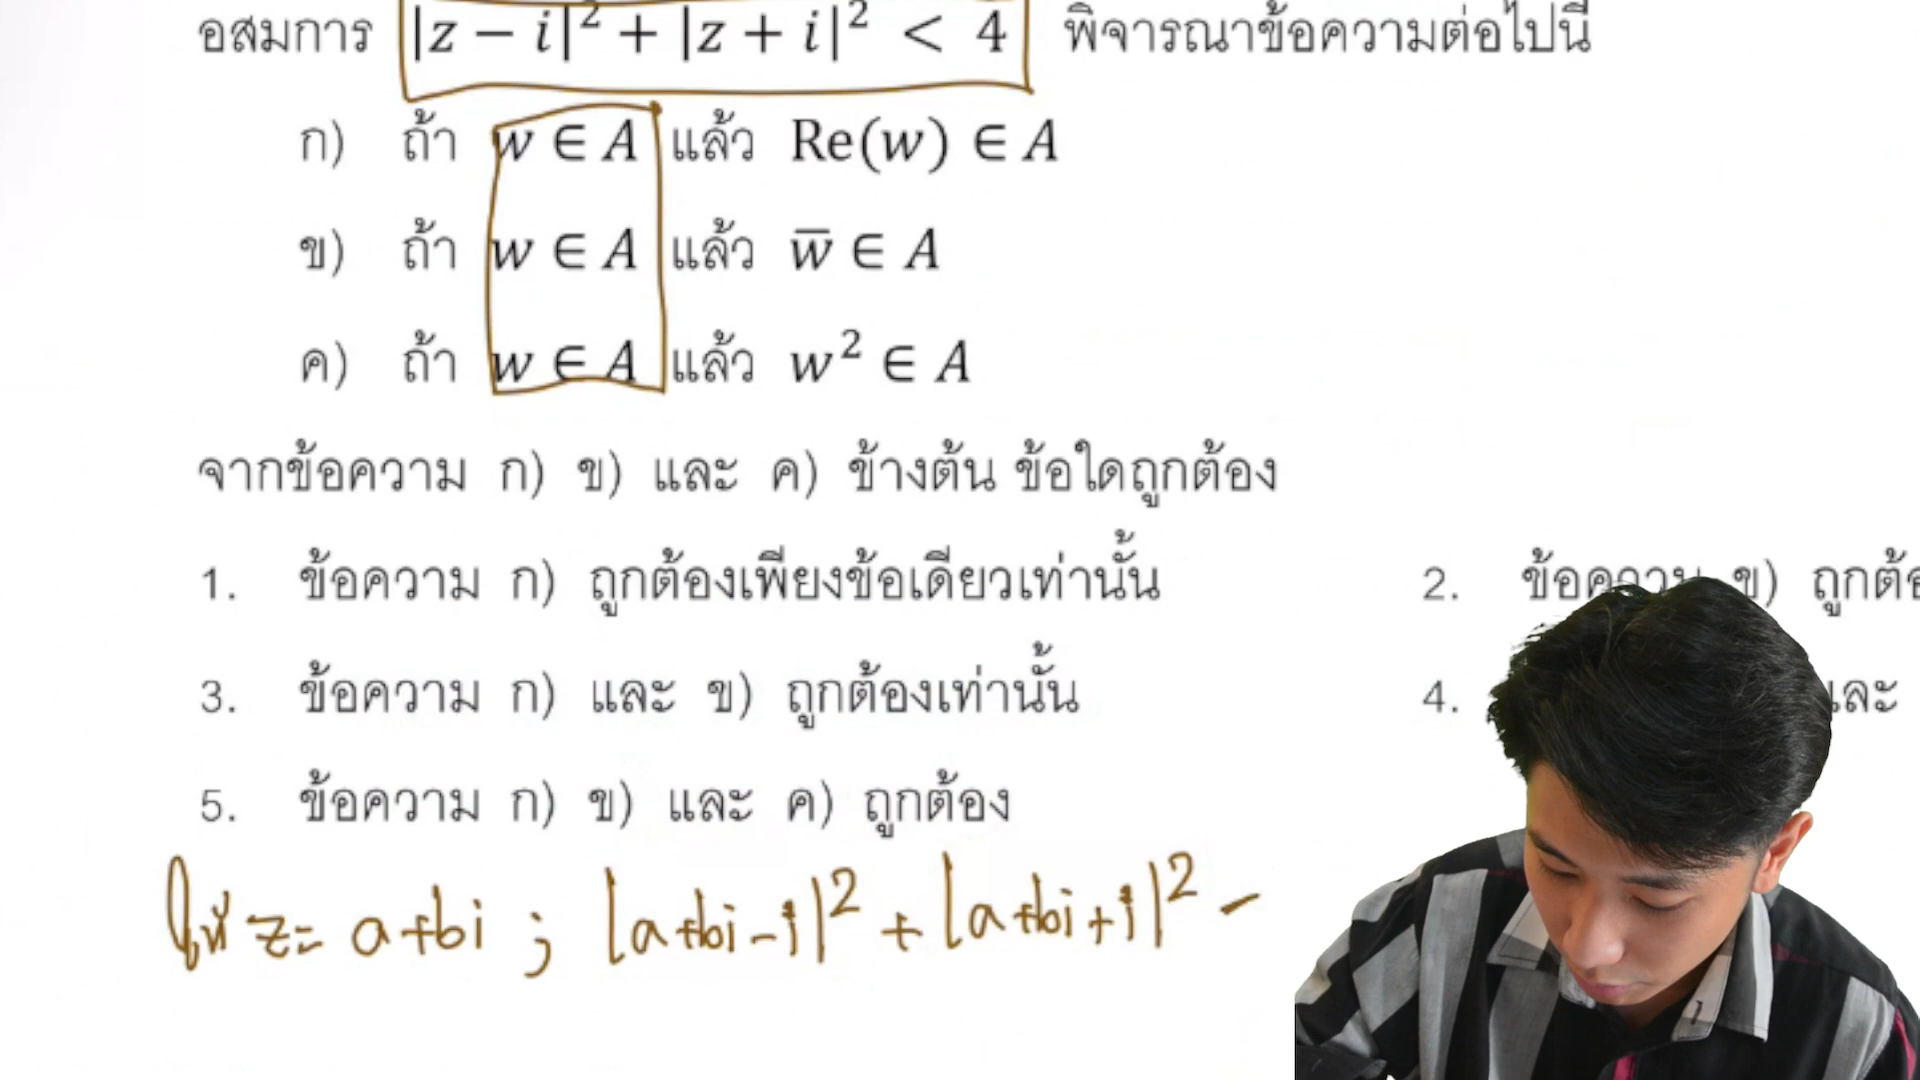 อสมการ |z − i|² + |z + i|² < 4 พิจารณาข้อความต่อไปนี้
ก) ถ้า w ∈ A แล้ว Re(w) ∈ A
ข) ถ้า w ∈ A แล้ว w̅ ∈ A
ค) ถ้า w ∈ A แล้ว w² ∈ A
จากข้อความ ก) ข) และ ค) ข้างต้น ข้อใดถูกต้อง
1. ข้อความ ก) ถูกต้องเพียงข้อเดียวเท่านั้น
2. ข้อความ ข)
3. ข้อความ ก) และ ข) ถูกต้องเท่านั้น
4. และ
5. ข้อความ ก) ข) และ ค) ถูกต้อง
ให้ z = a+bi ; |a+bi-i|² + |a+bi+i|² -